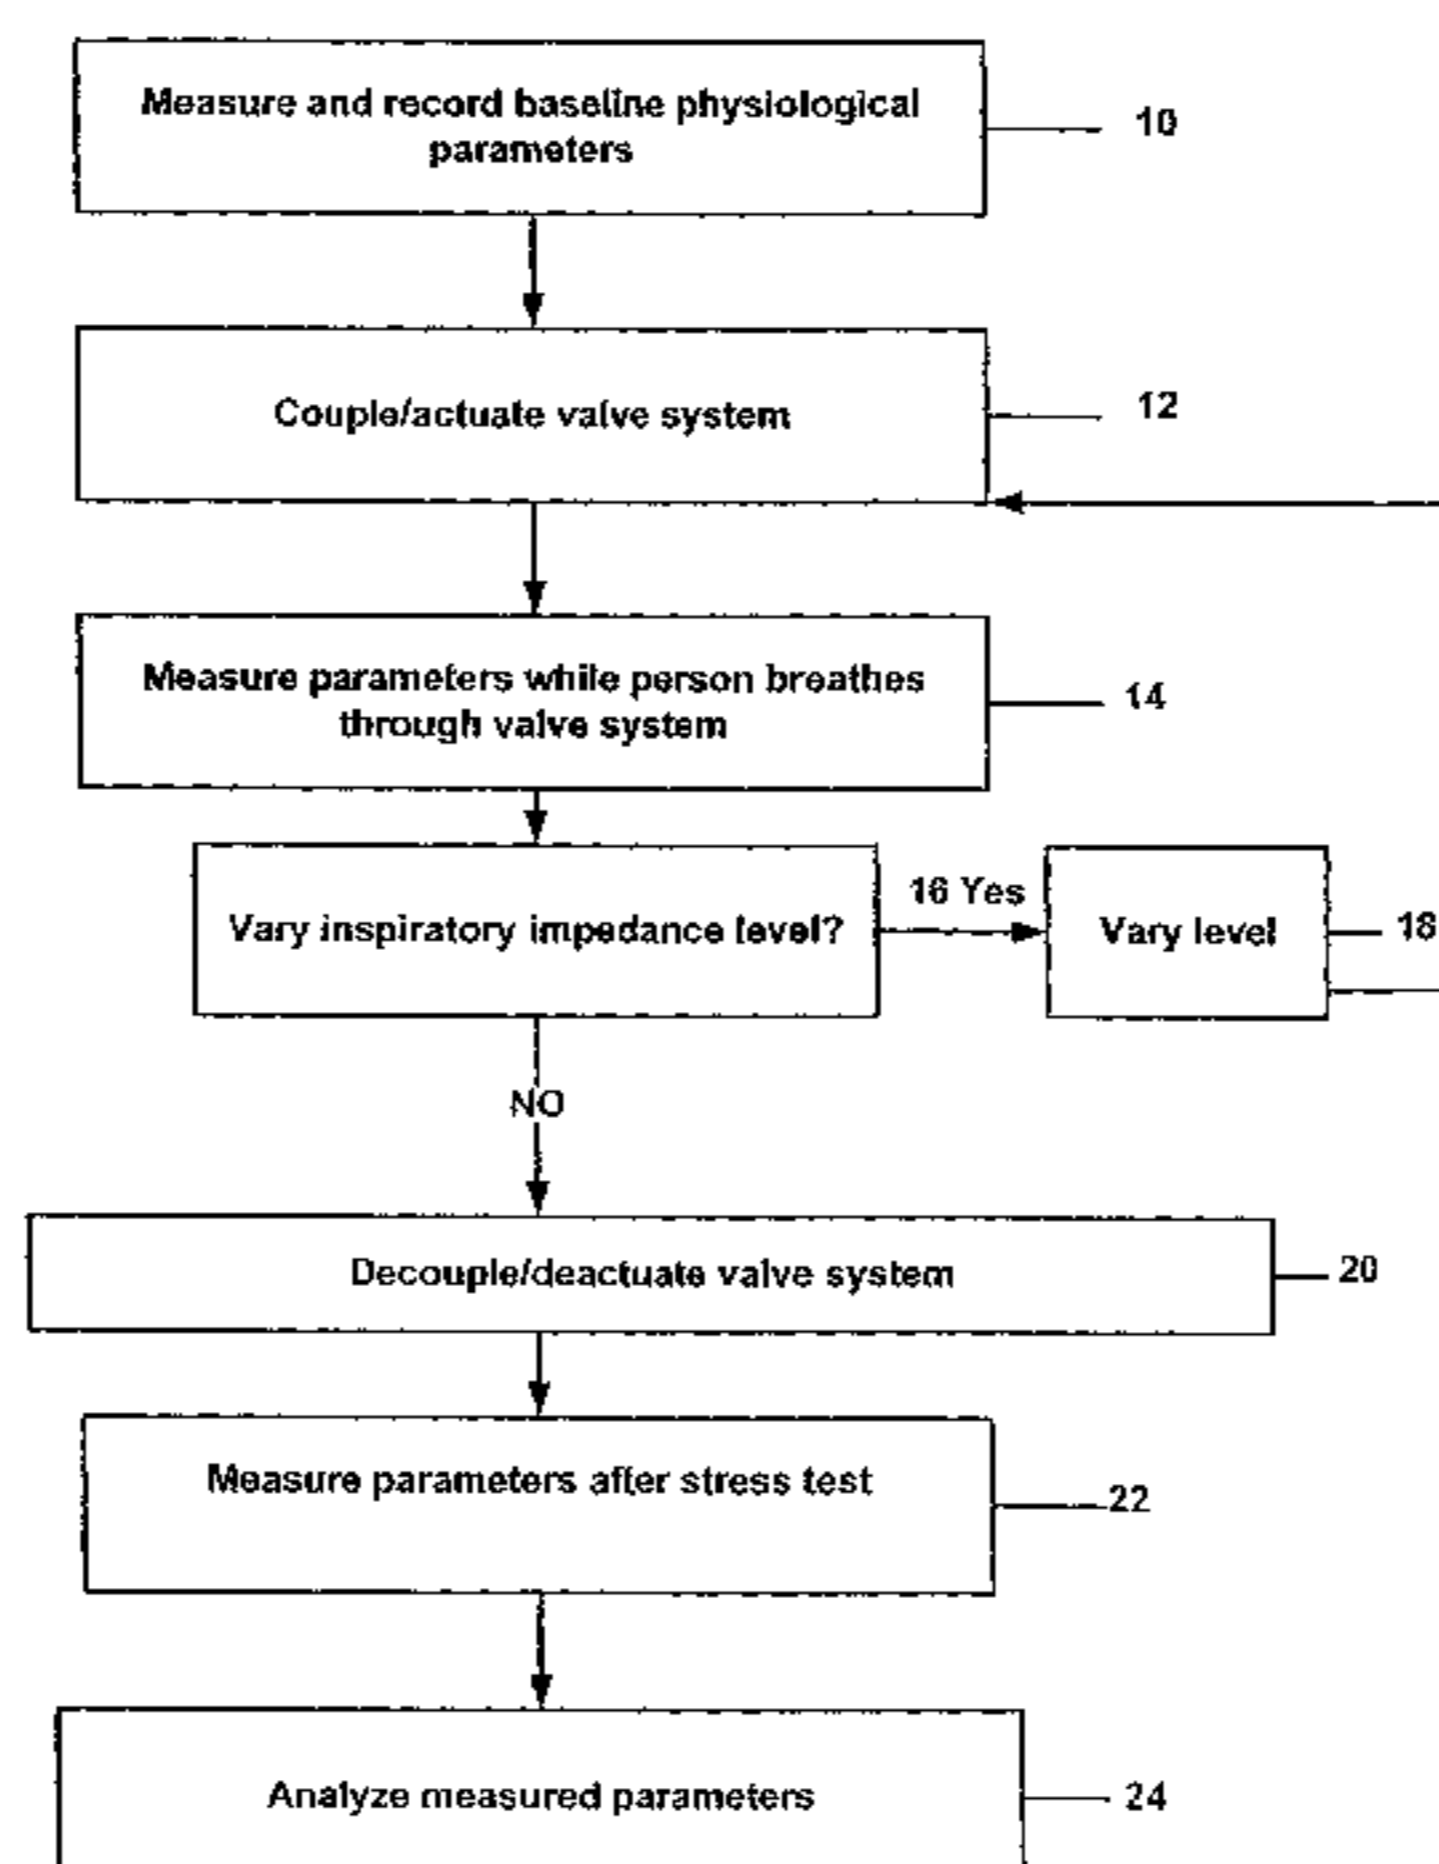 Measure and record baseline physiological
parameters
10
Couple/actuate valve system
12
Measure parameters while person breathes
through valve system
14
Vary inspiratory impedance level?
16 Yes
Vary level
18
NO
Decouple/deactuate valve system
20
Measure parameters after stress test
22
Analyze measured parameters
24